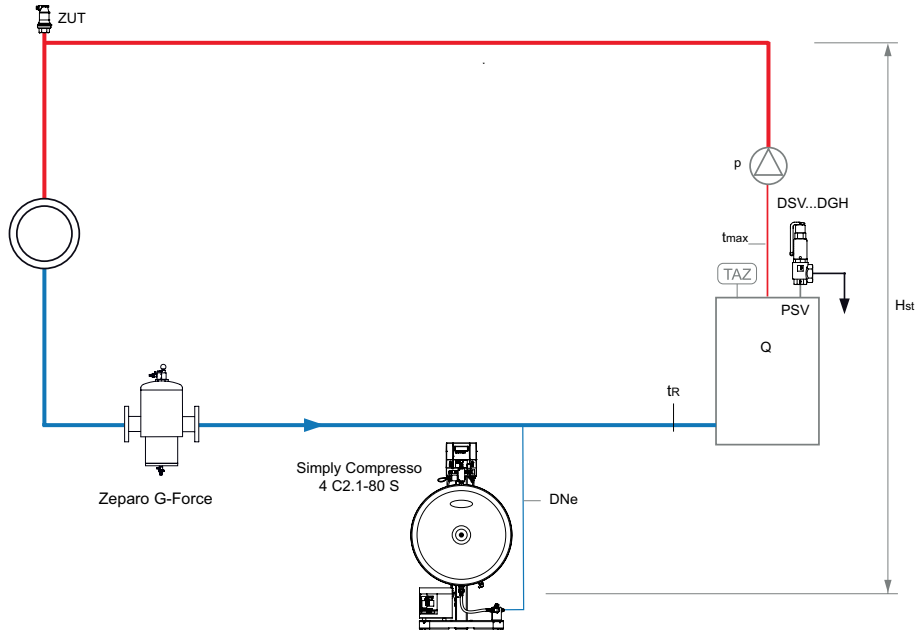 ZUT
p
DSV...DGH
tmax
TAZ
PSV
Hst
Q
tR
Simply Compresso
4 C2.1-80 S
Zeparo G-Force
DNe